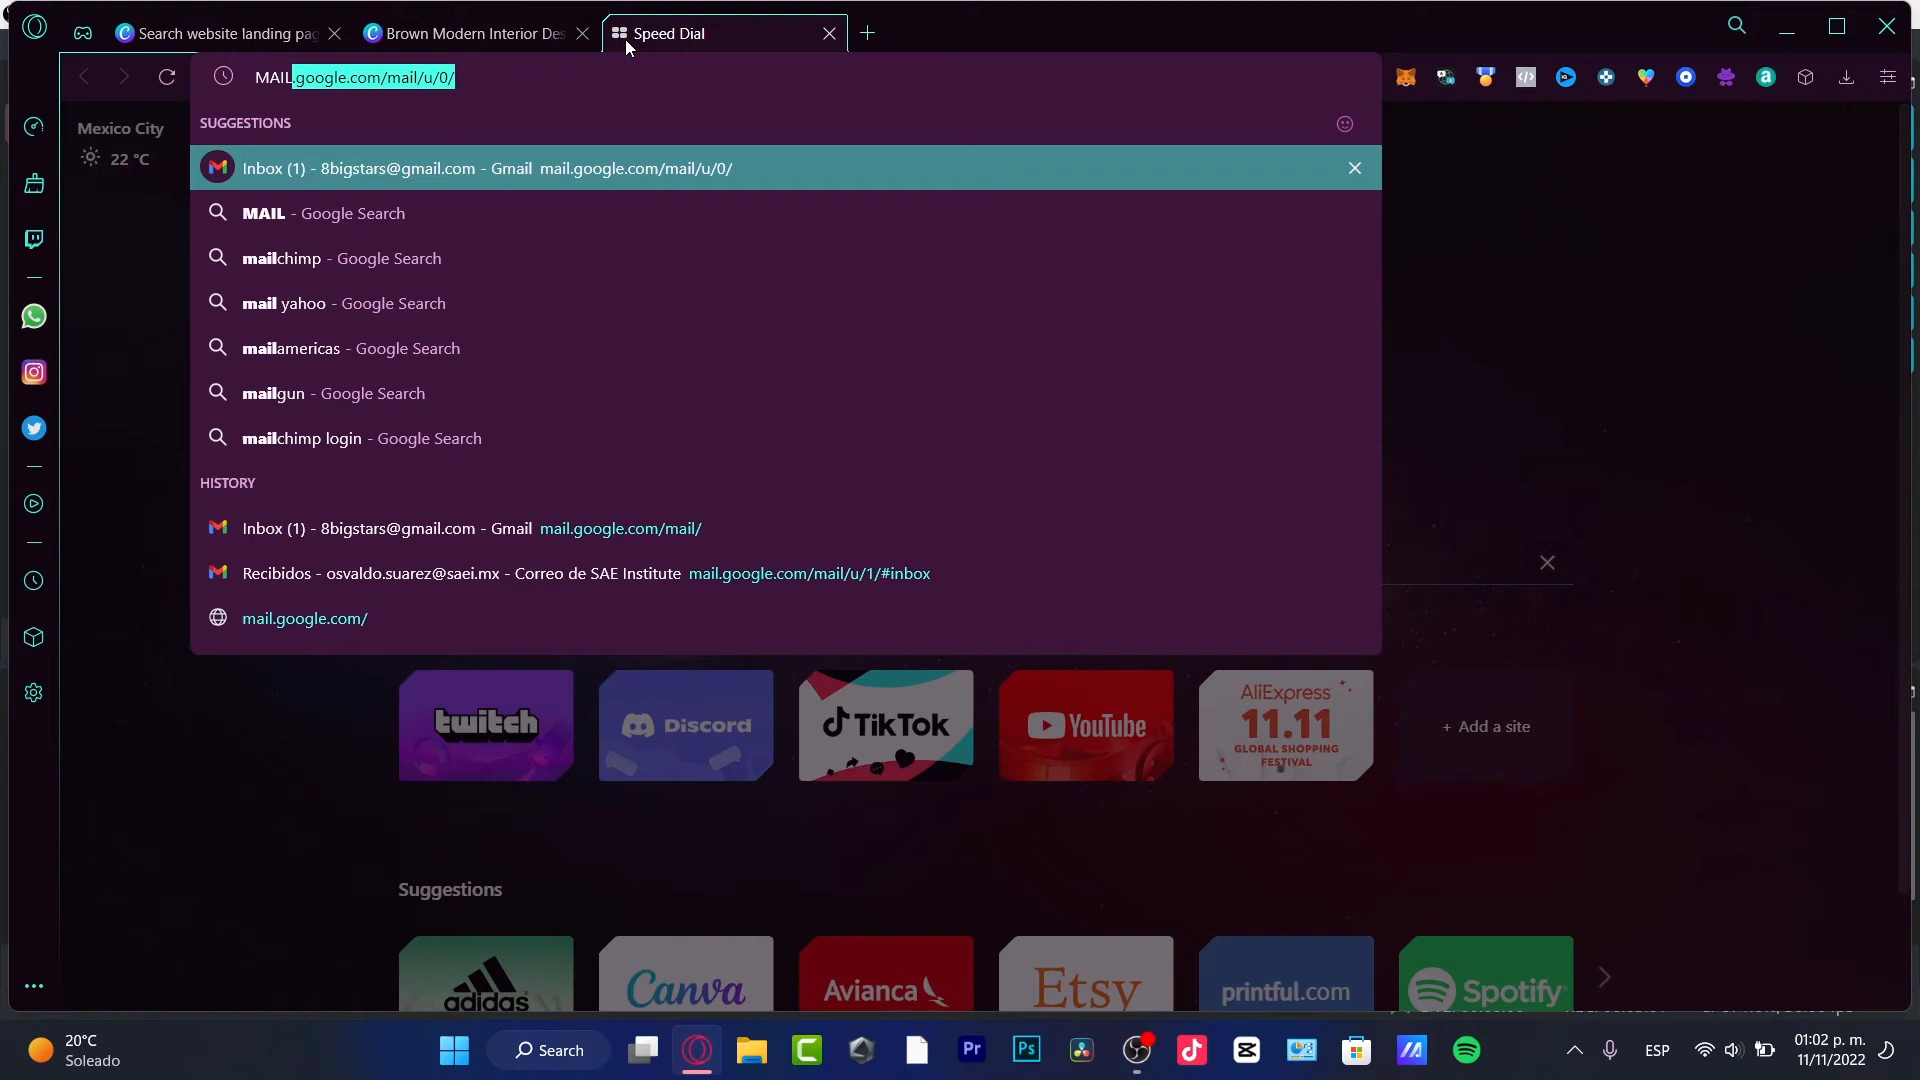 Search website landing pag
Brown Modern Interior Des
Speed Dial
MAIL.google.com/mail/u/0/
Mexico City
22 °C
SUGGESTIONS
Inbox (1) - 8bigstars@gmail.com - Gmail mail.google.com/mail/u/0/
MAIL - Google Search
mailchimp - Google Search
mail yahoo - Google Search
mailamericas - Google Search
mailgun - Google Search
mailchimp login - Google Search
HISTORY
Inbox (1) - 8bigstars@gmail.com - Gmail mail.google.com/mail/
Recibidos - osvaldo.suarez@saei.mx - Correo de SAE Institute mail.google.com/mail/u/1/#inbox
mail.google.com/
twitch
Discord
TikTok
YouTube
AliExpress
11.11
GLOBAL SHOPPING
FESTIVAL
+ Add a site
Suggestions
adidas
Canva
Avianca
Etsy
printful.com
Spotify
20°C
Soleado
Search
Pr
Ps
ESP
01:02 p. m.
11/11/2022